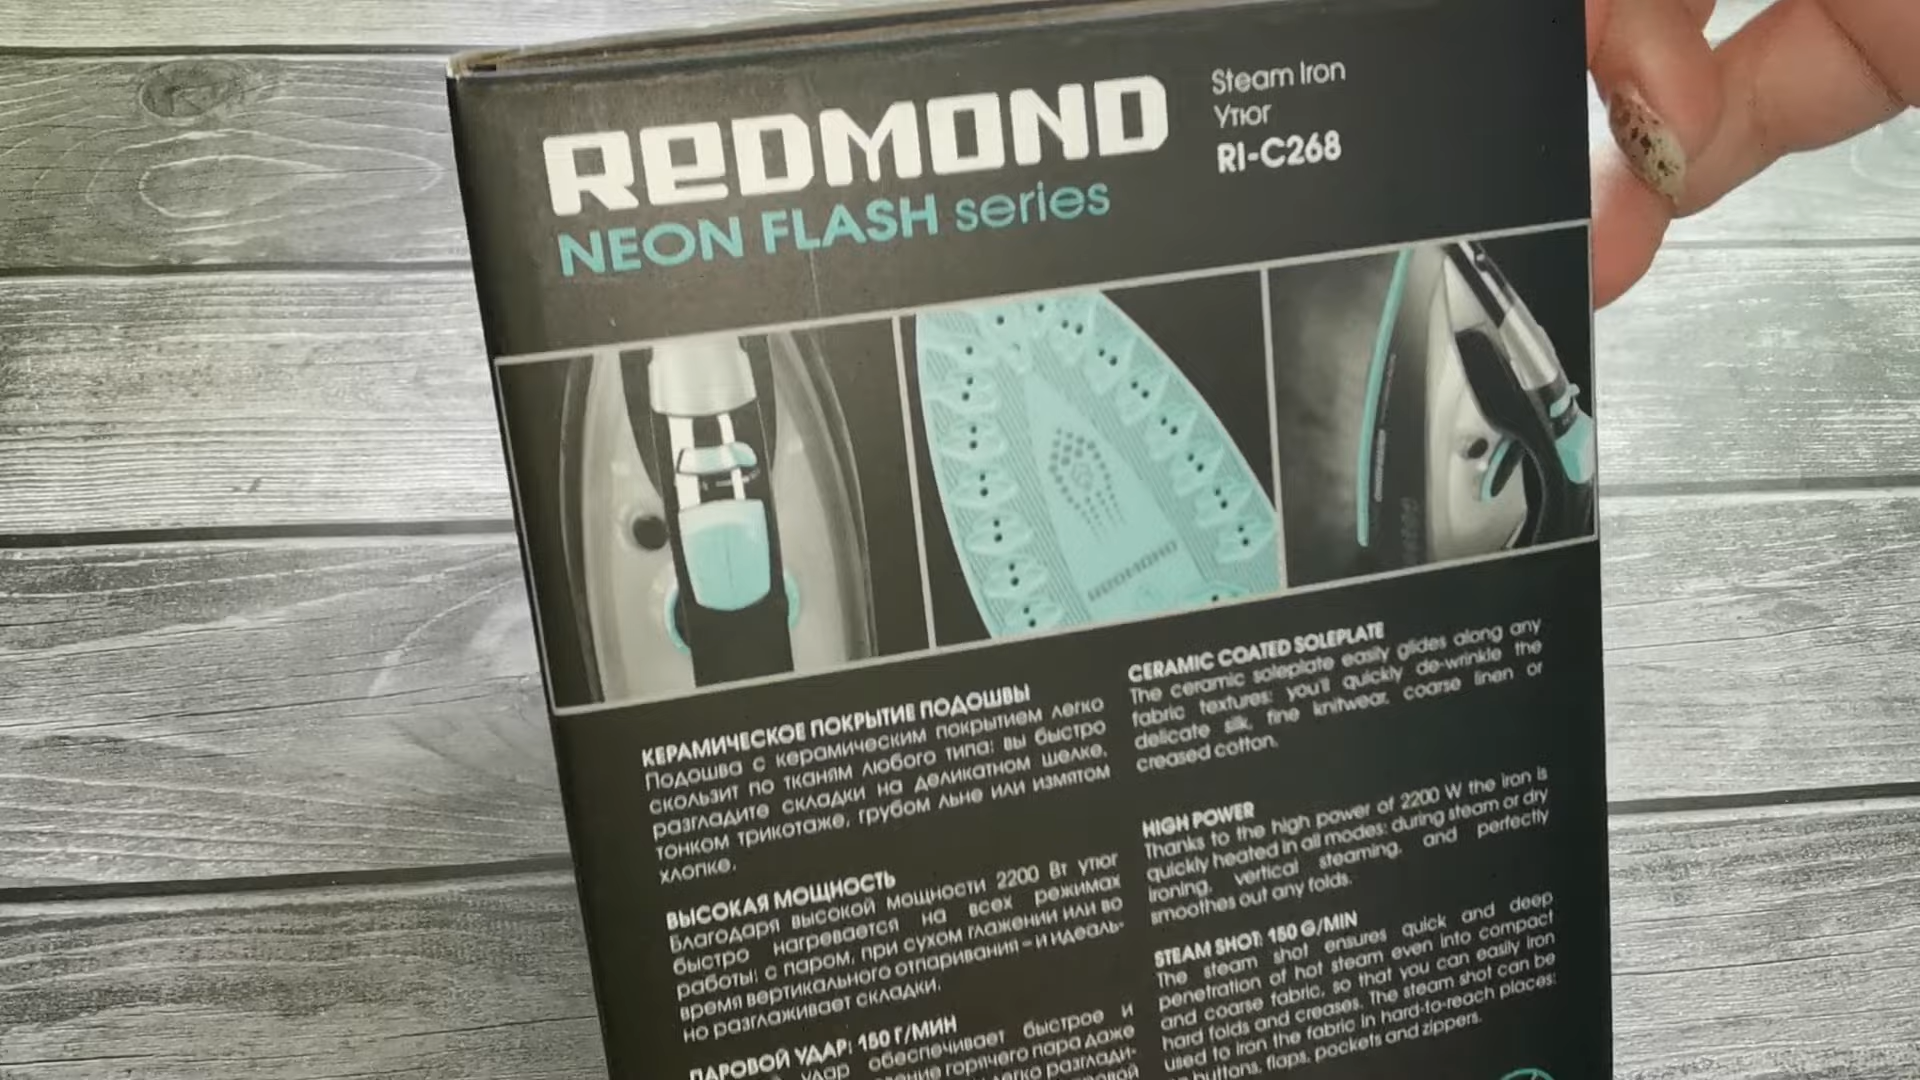 REDMOND
NEON FLASH series
Steam Iron
Утюг
RI-C268
REDMOND
КЕРАМИЧЕСКОЕ ПОКРЫТИЕ ПОДОШВЫ
Подошва с керамическим покрытием легко
скользит по тканям любого типа: вы быстро
разгладите складки на деликатном шелке,
тонком трикотаже, грубом льне или измятом
хлопке.
ВЫСОКАЯ МОЩНОСТЬ
Благодаря высокой мощности 2200 Вт утюг
быстро нагревается на всех режимах
работы: с паром, при сухом глажении или во
время вертикального отпаривания – и идеаль-
но разглаживает складки.
ПАРОВОЙ УДАР: 150 Г/МИН
удар обеспечивает быстрое и
горячего пара даже
разглади-
CERAMIC COATED SOLEPLATE
The ceramic soleplate easily glides along any
fabric textures: you'll quickly de-wrinkle the
delicate silk, fine knitwear, coarse linen or
creased cotton.
HIGH POWER
Thanks to the high power of 2200 W the iron is
quickly heated in all modes: during steam or dry
ironing, vertical steaming, and perfectly
smoothes out any folds.
STEAM SHOT: 150 G/MIN
The steam shot ensures quick and deep
penetration of hot steam even into compact
and coarse fabric, so that you can easily iron
hard folds and creases. The steam shot can be
used to iron the fabric in hard-to-reach places:
buttons, flaps, pockets and zippers.